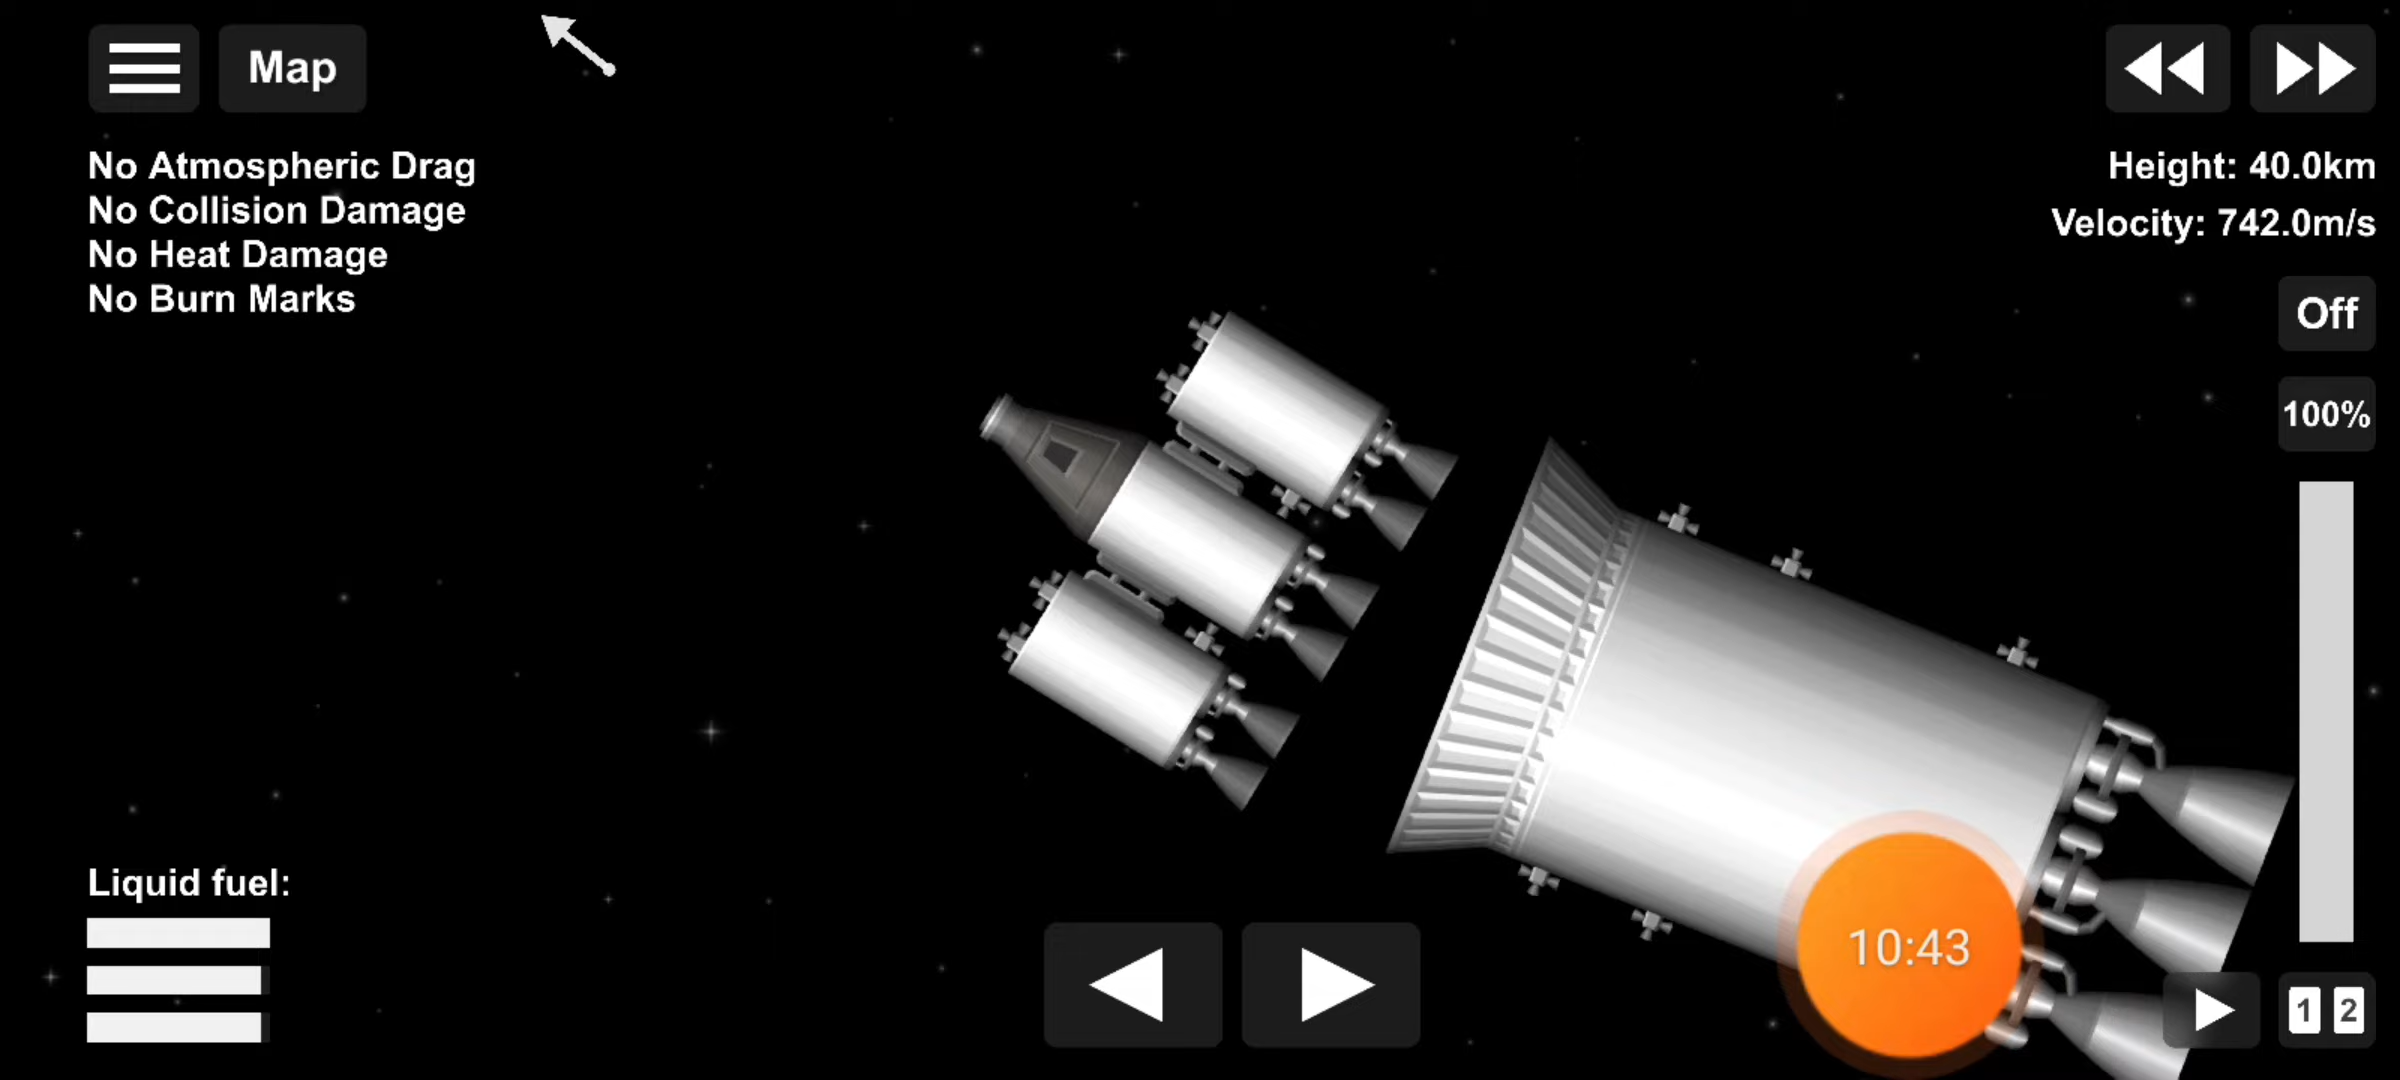 Map
No Atmospheric Drag
No Collision Damage
No Heat Damage
No Burn Marks
Height: 40.0km
Velocity: 742.0m/s
Off
100%
Liquid fuel:
10:43
1 2